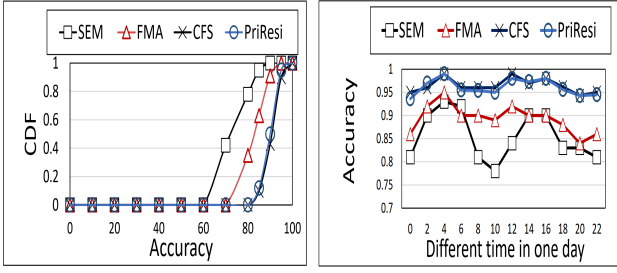 SEM FMA CFS PriResi
1
0.8
0.6
0.4
0.2
0
CDF
0 20 40 60 80 100
Accuracy
SEM FMA CFS PriResi
1
0.95
0.9
0.85
0.8
0.75
0.7
Accuracy
0 2 4 6 8 10 12 14 16 18 20 22
Different time in one day